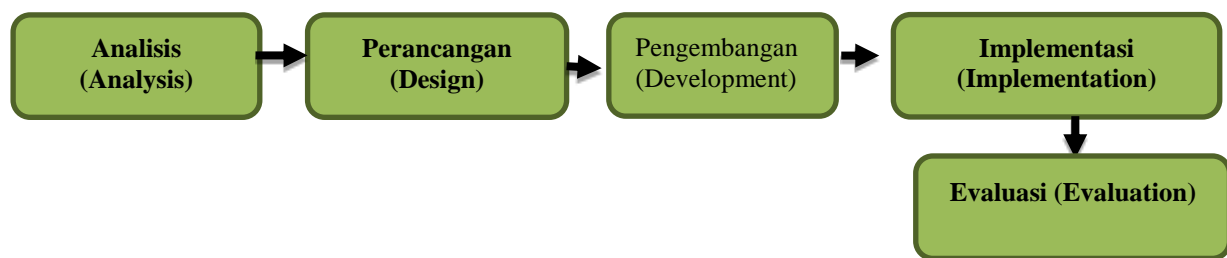 Analisis
(Analysis)
Perancangan
(Design)
Pengembangan
(Development)
Implementasi
(Implementation)
Evaluasi (Evaluation)